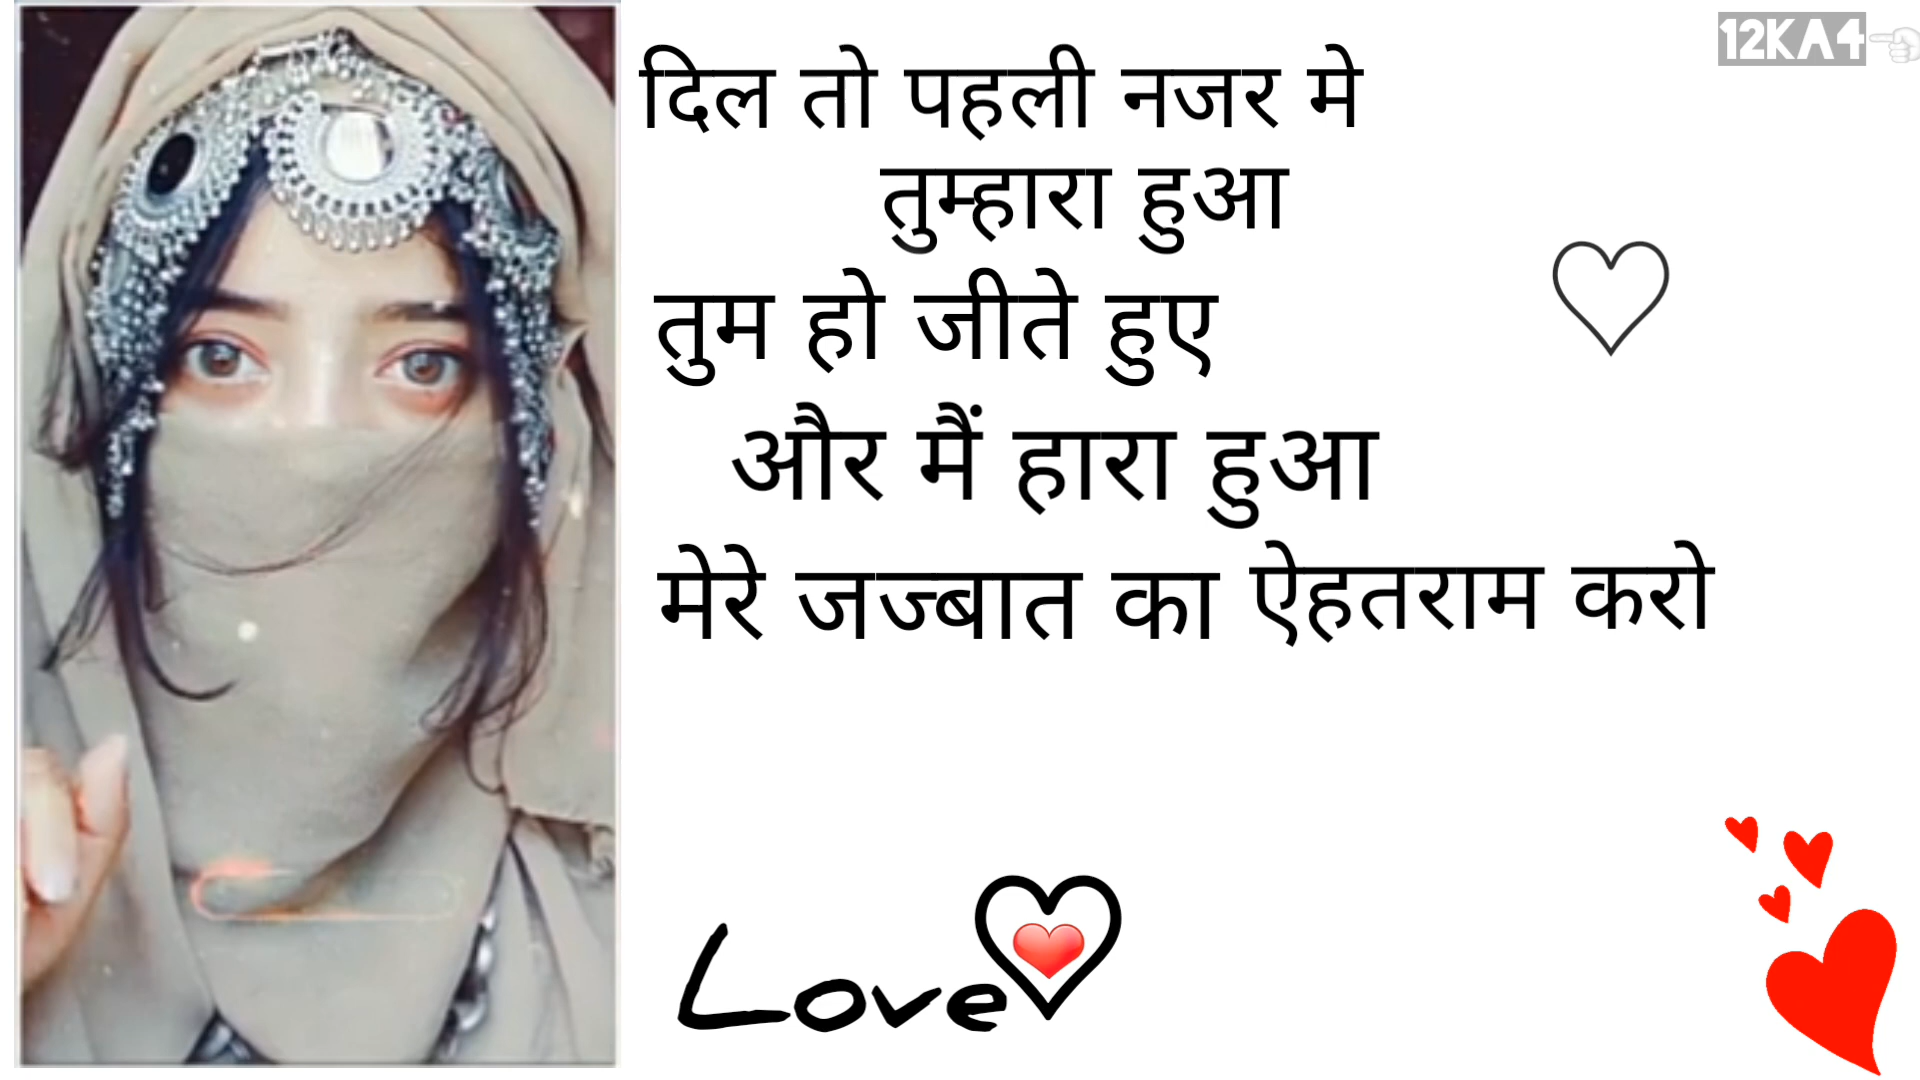 12KA4
दिल तो पहली नजर मे
तुम्हारा हुआ
तुम हो जीते हुए
और मैं हारा हुआ
मेरे जज्बात का ऐहतराम करो
Love